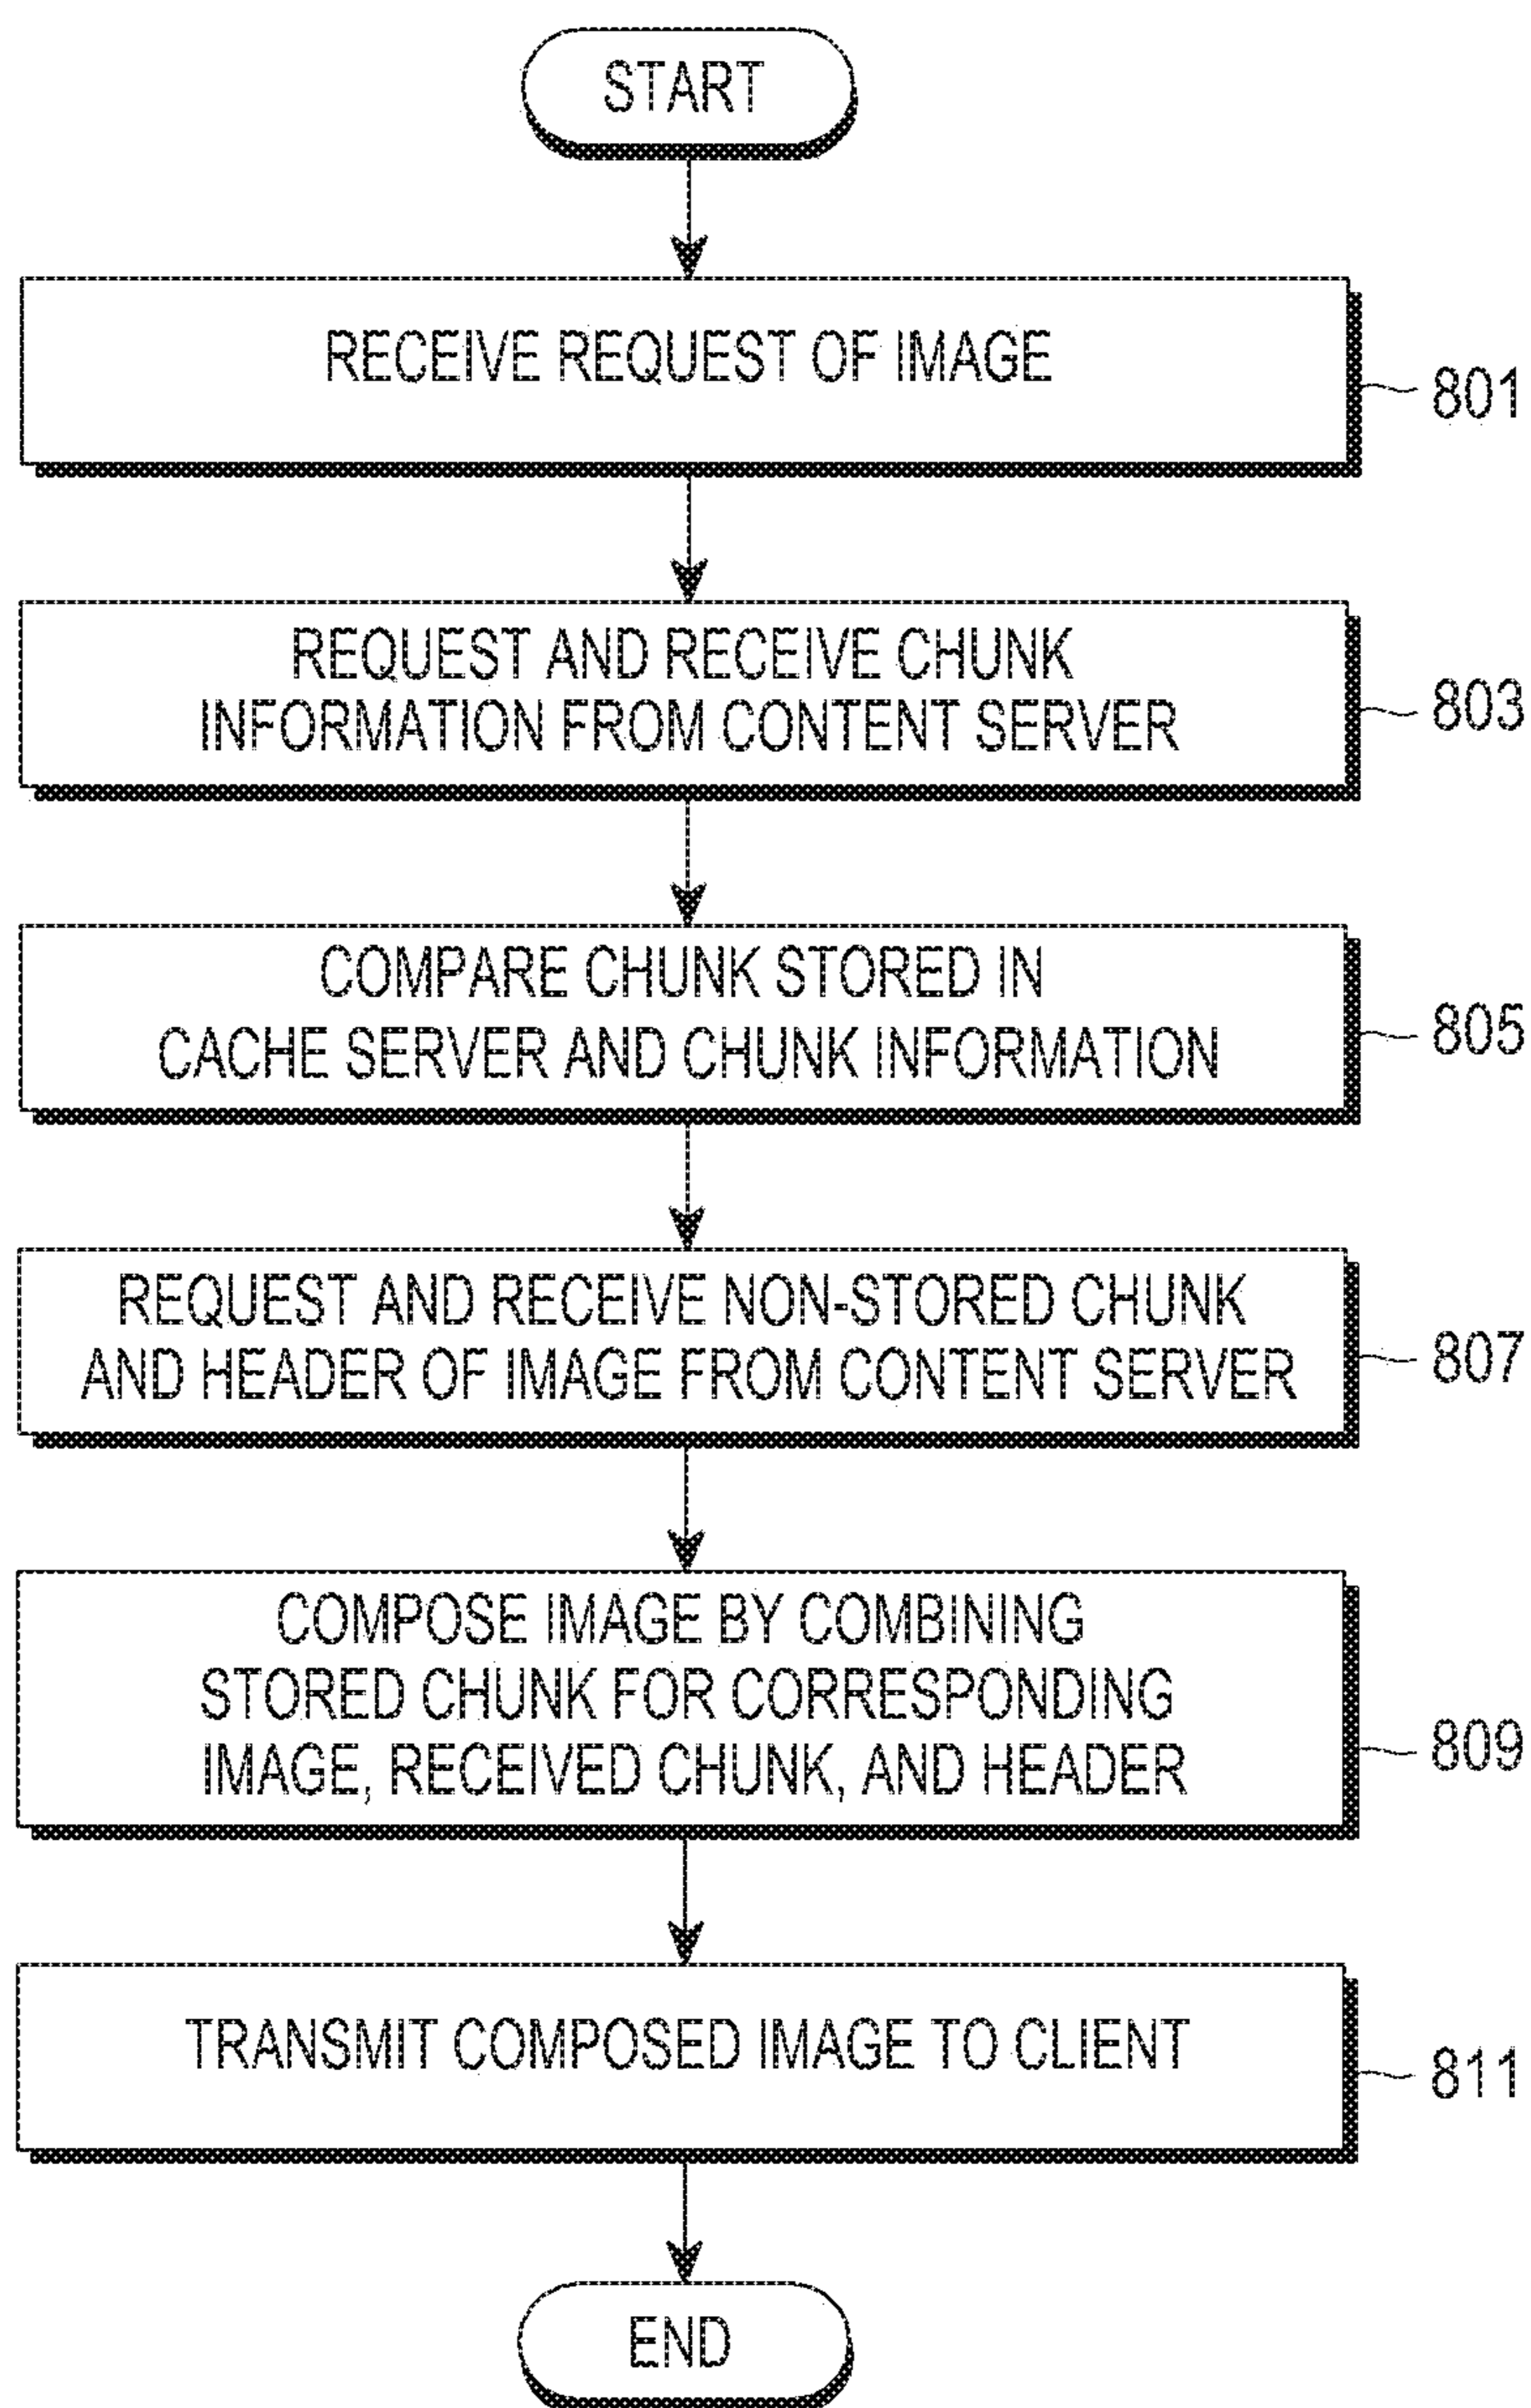 START
RECEIVE REQUEST OF IMAGE
801
REQUEST AND RECEIVE CHUNK
INFORMATION FROM CONTENT SERVER
803
COMPARE CHUNK STORED IN
CACHE SERVER AND CHUNK INFORMATION
805
REQUEST AND RECEIVE NON-STORED CHUNK
AND HEADER OF IMAGE FROM CONTENT SERVER
807
COMPOSE IMAGE BY COMBINING
STORED CHUNK FOR CORRESPONDING
IMAGE, RECEIVED CHUNK, AND HEADER
809
TRANSMIT COMPOSED IMAGE TO CLIENT
811
END